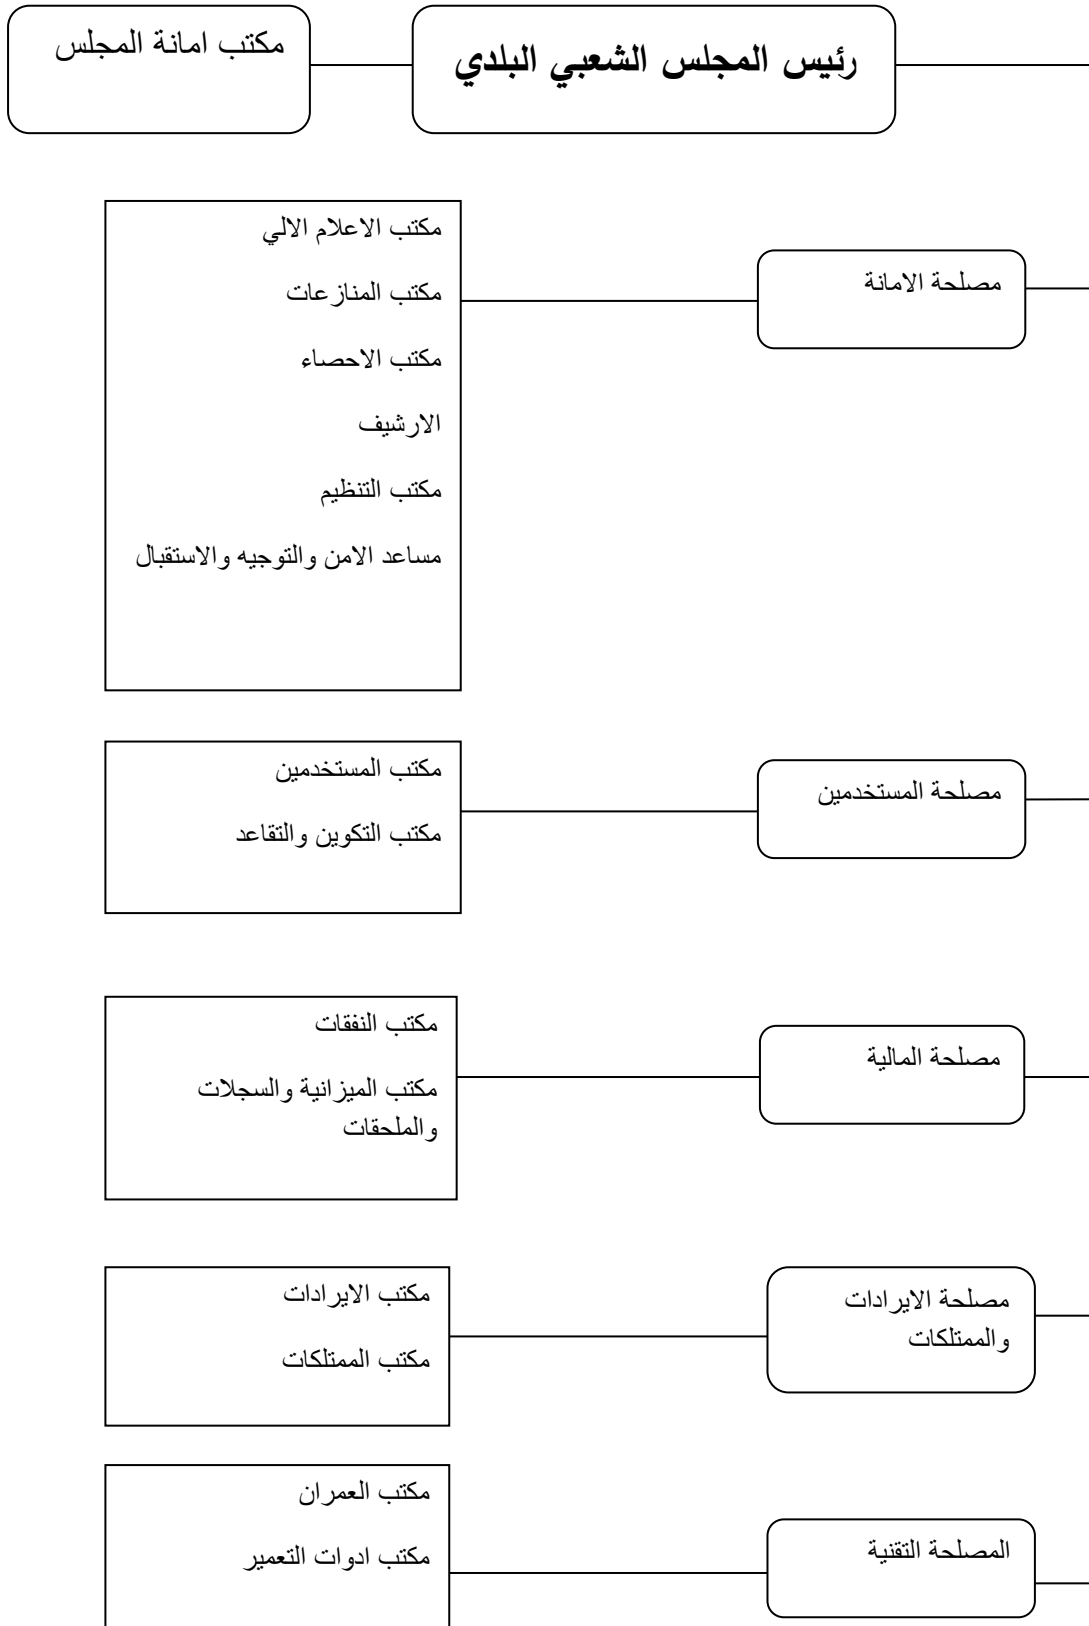 رئيس المجلس الشعبي البلدي
مكتب امانة المجلس
مصلحة الامانة
مكتب الاعلام الالي
مكتب المنازعات
مكتب الاحصاء
الارشيف
مكتب التنظيم
مساعد الامن والتوجيه والاستقبال
مصلحة المستخدمين
مكتب المستخدمين
مكتب التكوين والتقاعد
مصلحة المالية
مكتب النفقات
مكتب الميزانية والسجلات
والملحقات
مصلحة الايرادات
والممتلكات
مكتب الايرادات
مكتب الممتلكات
المصلحة التقنية
مكتب العمران
مكتب ادوات التعمير